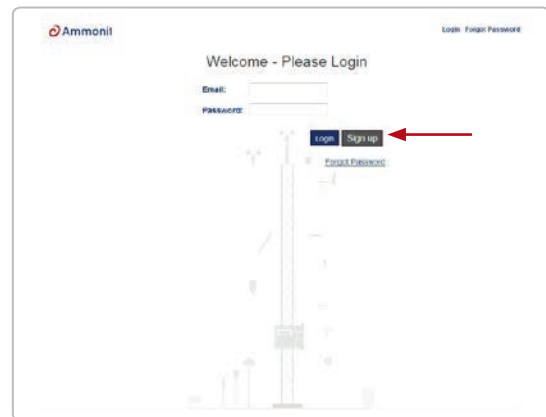 Ammonit
Login Forgot Password
Welcome - Please Login
Email:
Password:
Login Sign up
Forgot Password